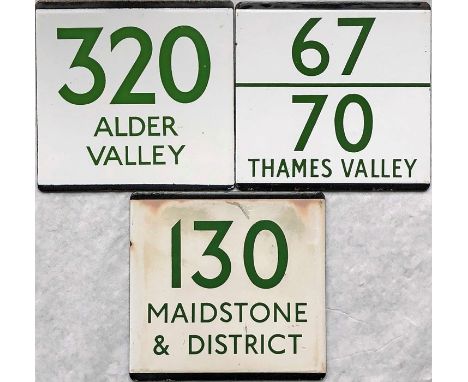 320
ALDER
VALLEY
67
70
THAMES VALLEY
130
MAIDSTONE
& DISTRICT